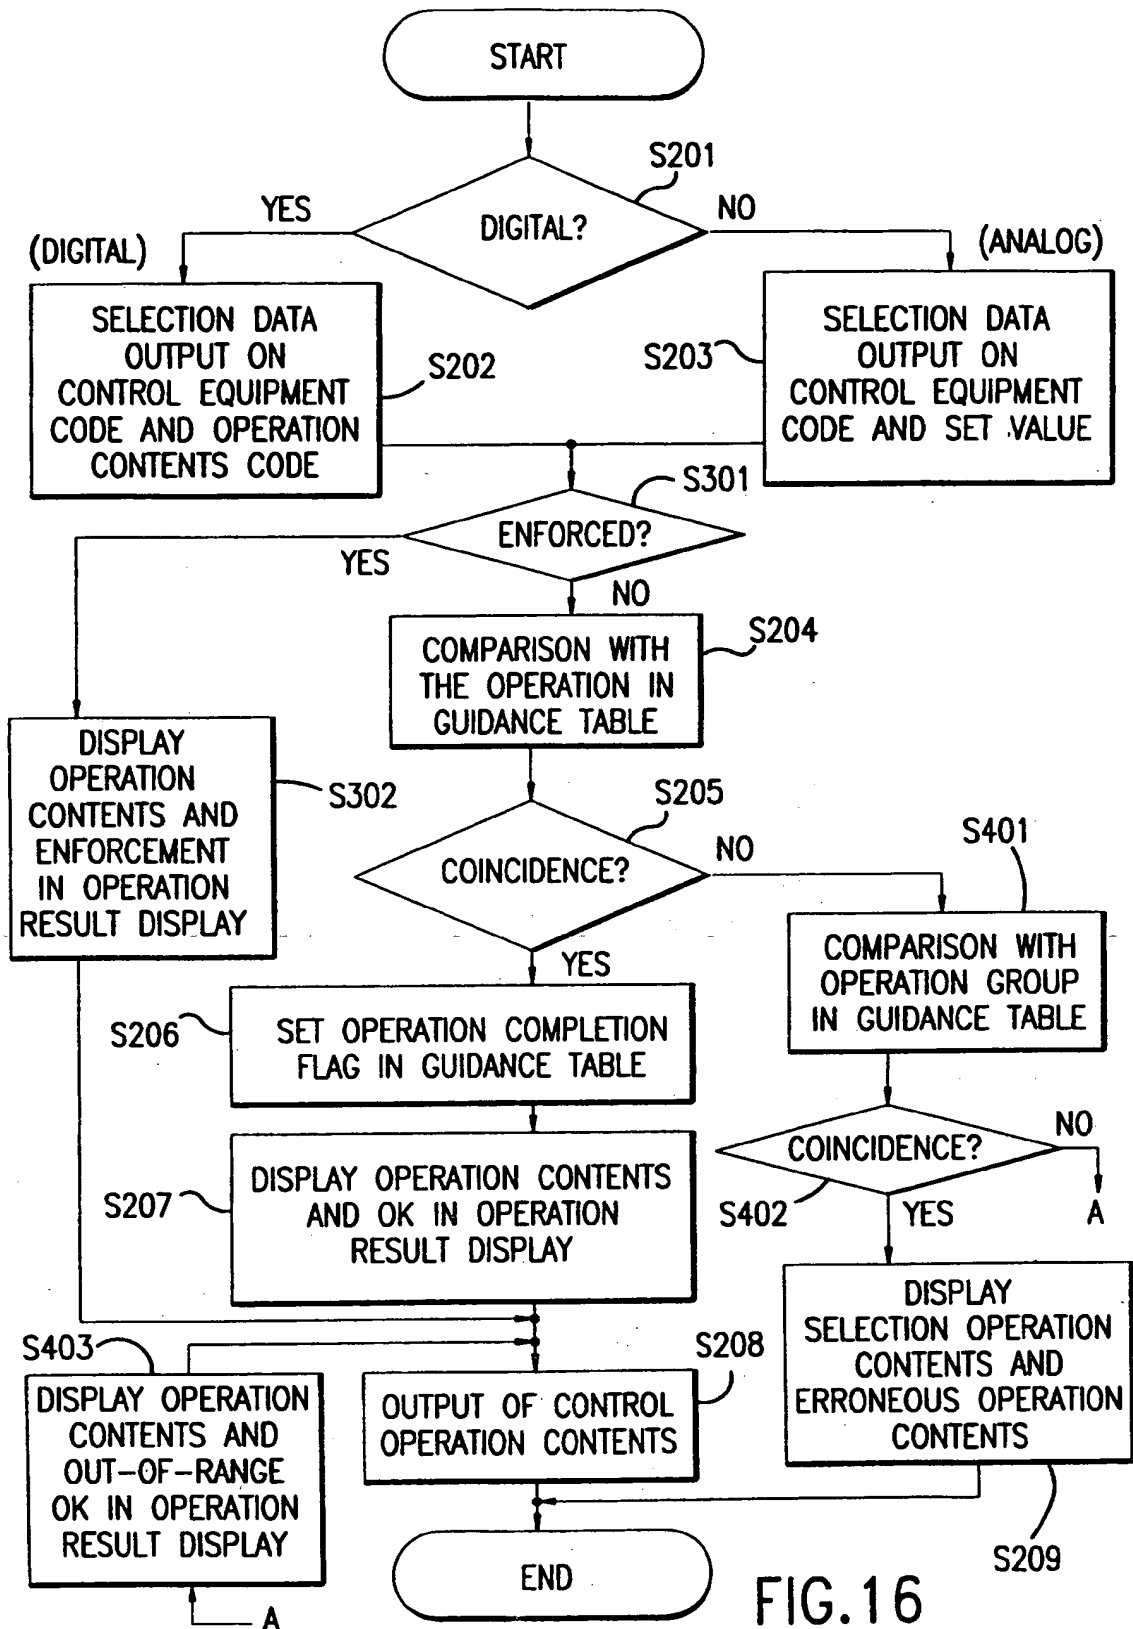 START
S201
YES
DIGITAL?
NO
(DIGITAL)
(ANALOG)
SELECTION DATA
OUTPUT ON
CONTROL EQUIPMENT
CODE AND OPERATION
CONTENTS CODE
S202
S203
SELECTION DATA
OUTPUT ON
CONTROL EQUIPMENT
CODE AND SET VALUE
S301
ENFORCED?
YES
NO
S204
COMPARISON WITH
THE OPERATION IN
GUIDANCE TABLE
DISPLAY
OPERATION
CONTENTS AND
ENFORCEMENT
IN OPERATION
RESULT DISPLAY
S302
S205
COINCIDENCE?
NO
S401
YES
COMPARISON WITH
OPERATION GROUP
IN GUIDANCE TABLE
S206
SET OPERATION COMPLETION
FLAG IN GUIDANCE TABLE
COINCIDENCE?
NO
S402
YES
A
S207
DISPLAY OPERATION CONTENTS
AND OK IN OPERATION
RESULT DISPLAY
DISPLAY
SELECTION OPERATION
CONTENTS AND
ERRONEOUS OPERATION
CONTENTS
S403
S208
DISPLAY OPERATION
CONTENTS AND
OUT-OF-RANGE
OK IN OPERATION
RESULT DISPLAY
OUTPUT OF CONTROL
OPERATION CONTENTS
S209
END
A
FIG.16